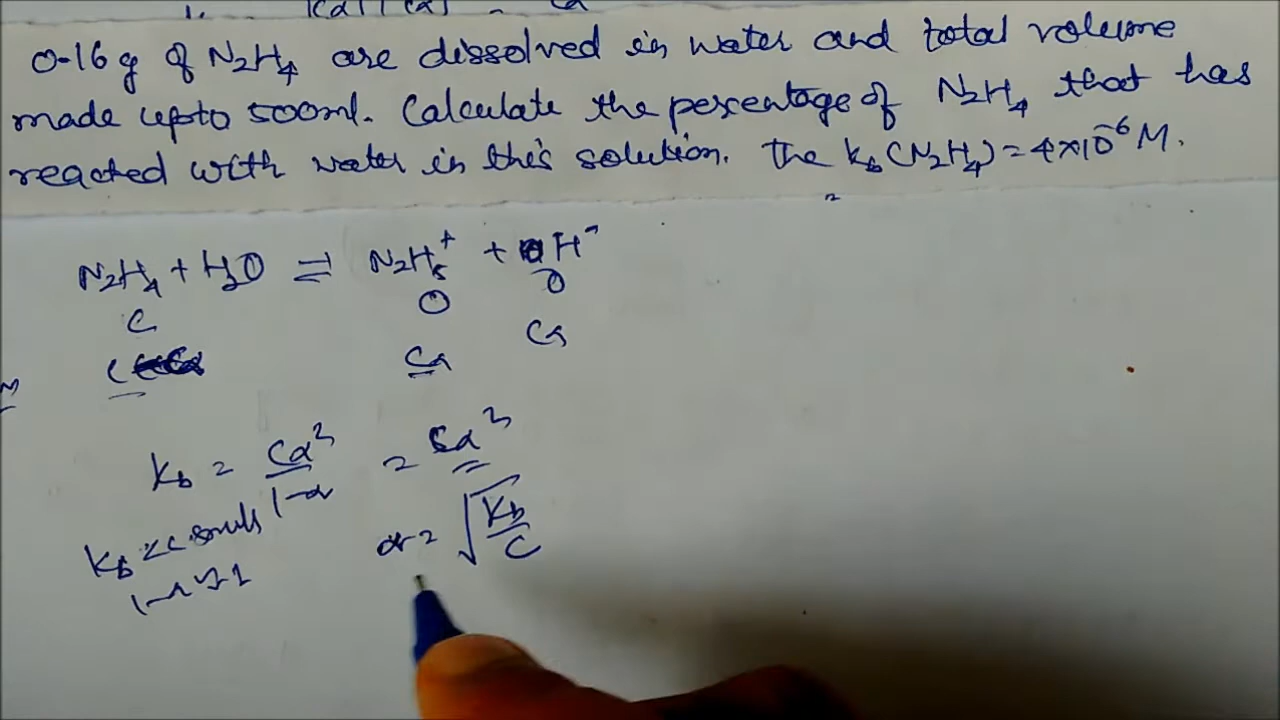 0.16 g of N2H4 are dissolved in water and total volume
made upto 500ml. Calculate the percentage of N2H4 that has
reacted with water in this solution. The Kb (N2H4) = 4×10^-6 M.
N2H4 + H2O ⇌ N2H5+ + OH-
C O O
C Cα Cα
Kb = Cα²/1-α = Cα²
Kb << small
1-α ≈ 1 α = √Kb/C